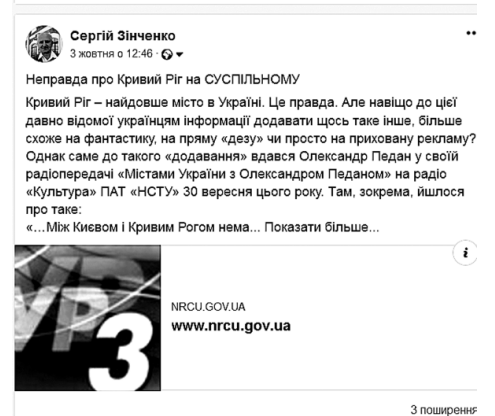 Сергій Зінченко
3 жовтня о 12:46 ·
Неправда про Кривий Ріг на СУСПІЛЬНОМУ
Кривий Ріг – найдовше місто в Україні. Це правда. Але навіщо до цієї
давно відомої українцям інформації додавати щось таке інше, більше
схоже на фантастику, на пряму «дезу» чи просто на приховану рекламу?
Однак саме до такого «додавання» вдався Олександр Педан у своїй
радіопередачі «Містами України з Олександром Педаном» на радіо
«Культура» ПАТ «НСТУ» 30 вересня цього року. Там, зокрема, йшлося
про таке:
«…Між Києвом і Кривим Рогом нема... Показати більше...
УР 3
NRCU.GOV.UA
www.nrcu.gov.ua
3 поширення